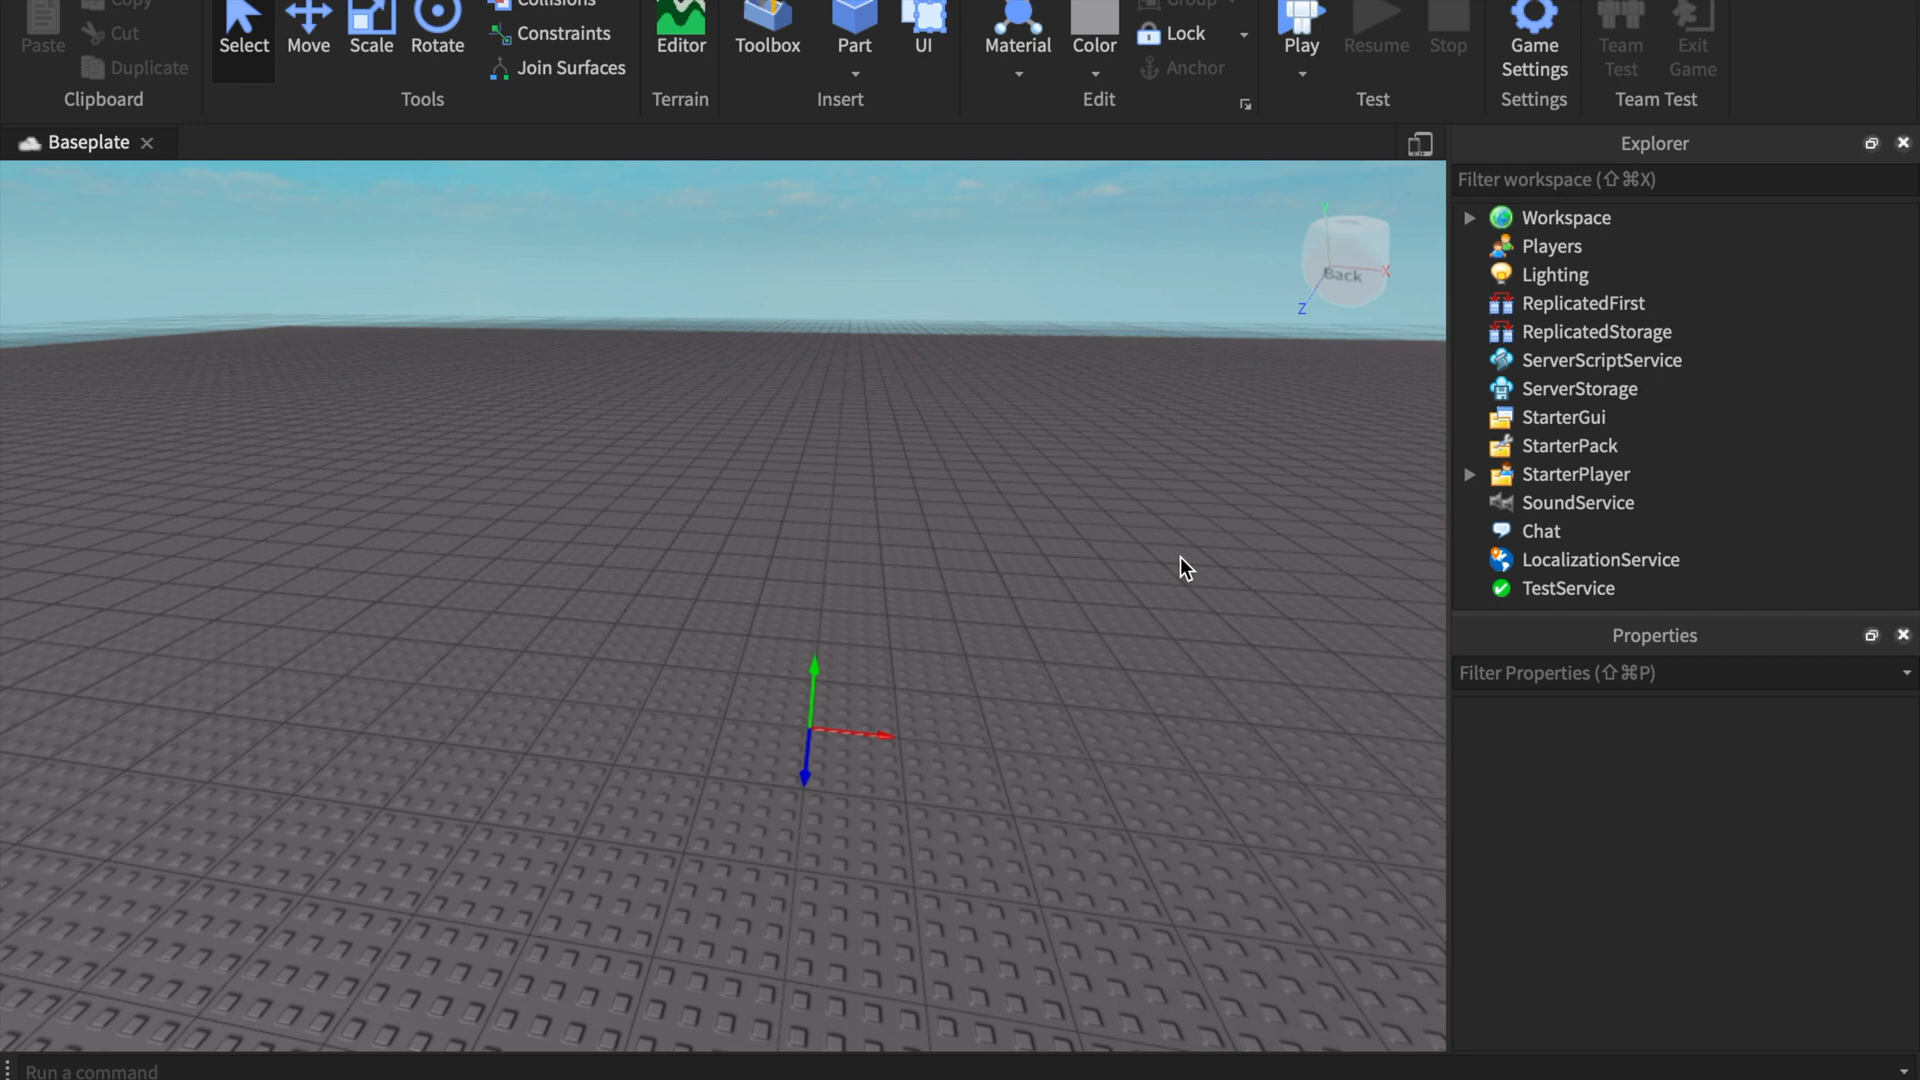 Copy
Collisions
Group
Paste
Cut
Select
Move
Scale
Rotate
Constraints
Editor
Toolbox
Part
UI
Material
Color
Lock
Play
Resume
Stop
Game
Settings
Team
Test
Exit
Game
Duplicate
Join Surfaces
Anchor
Clipboard
Tools
Terrain
Insert
Edit
Test
Settings
Team Test
Baseplate
Explorer
Filter workspace (⇧⌘X)
Workspace
Players
Lighting
ReplicatedFirst
ReplicatedStorage
ServerScriptService
ServerStorage
StarterGui
StarterPack
StarterPlayer
SoundService
Chat
LocalizationService
TestService
Y
Back
X
Z
Properties
Filter Properties (⇧⌘P)
Run a command